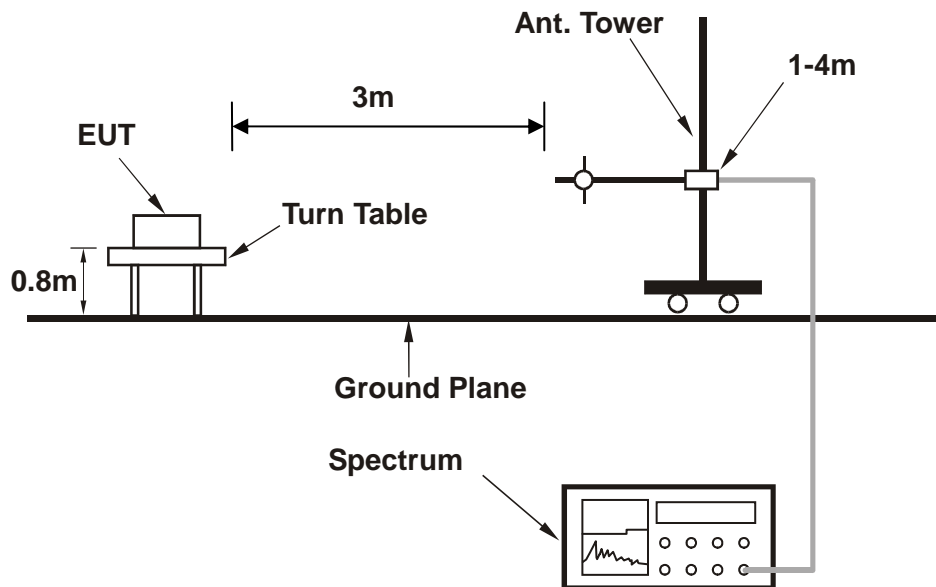 Ant. Tower
1-4m
3m
EUT
Turn Table
0.8m
Ground Plane
Spectrum